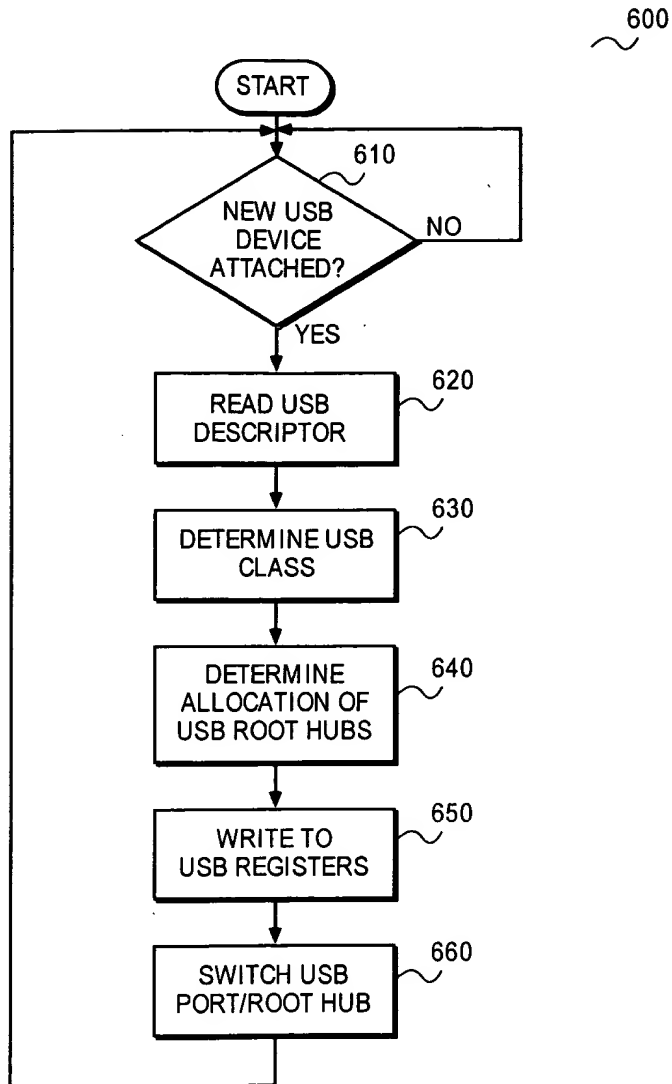 600
START
610
NEW USB
DEVICE
ATTACHED?
NO
YES
620
READ USB
DESCRIPTOR
630
DETERMINE USB
CLASS
640
DETERMINE
ALLOCATION OF
USB ROOT HUBS
650
WRITE TO
USB REGISTERS
660
SWITCH USB
PORT/ROOT HUB